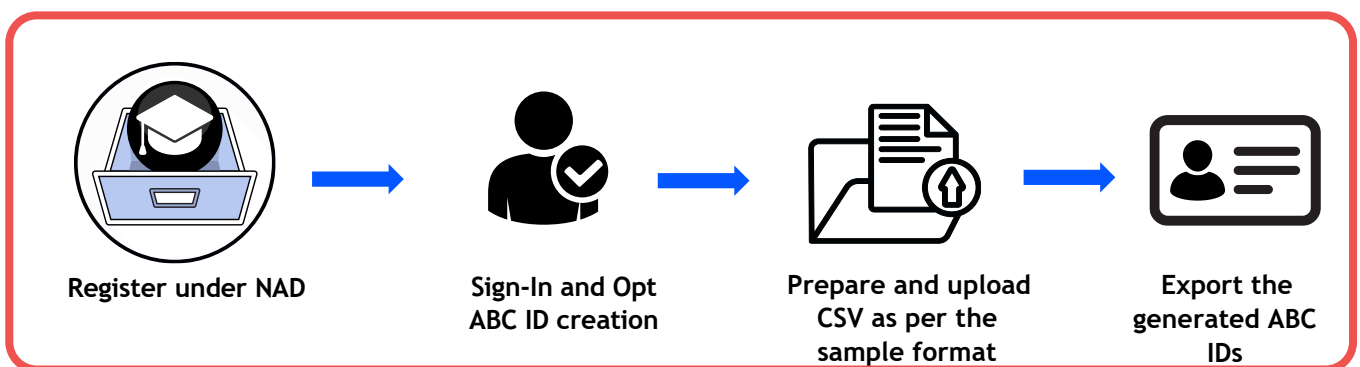 Register under NAD
Sign-In and Opt
ABC ID creation
Prepare and upload
CSV as per the
sample format
Export the
generated ABC
IDs